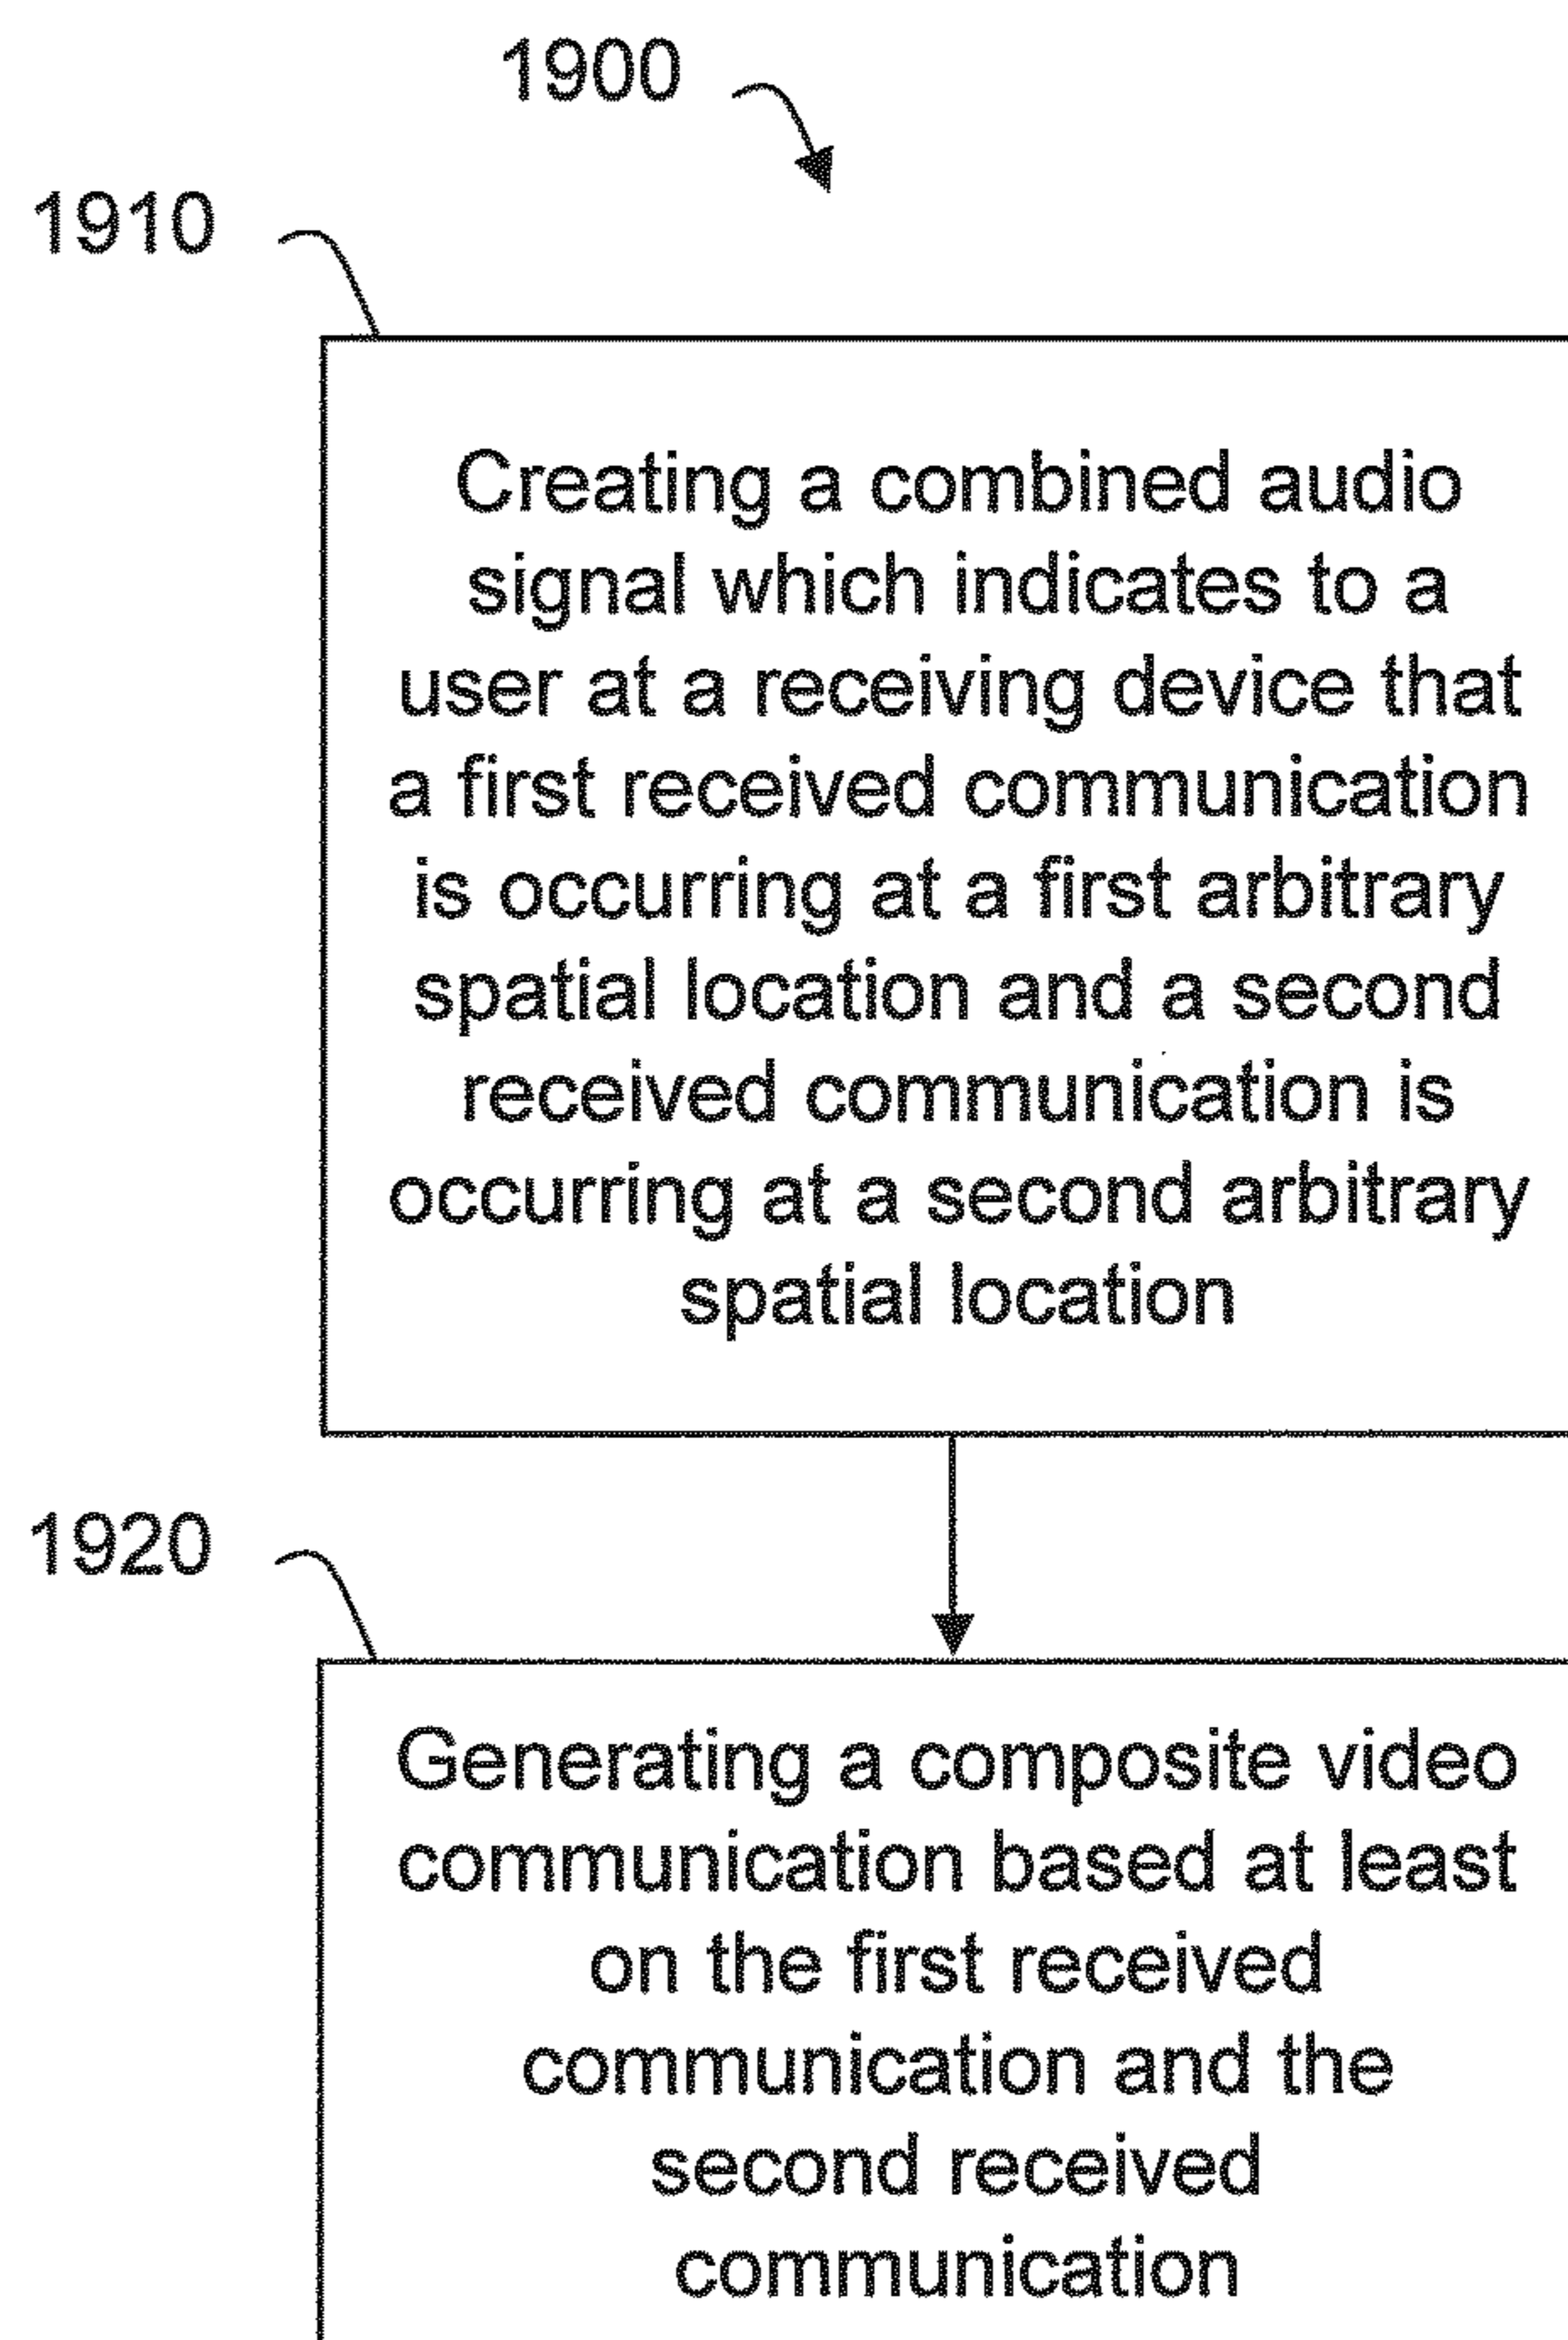 1900
1910
Creating a combined audio
signal which indicates to a
user at a receiving device that
a first received communication
is occurring at a first arbitrary
spatial location and a second
received communication is
occurring at a second arbitrary
spatial location
1920
Generating a composite video
communication based at least
on the first received
communication and the
second received
communication